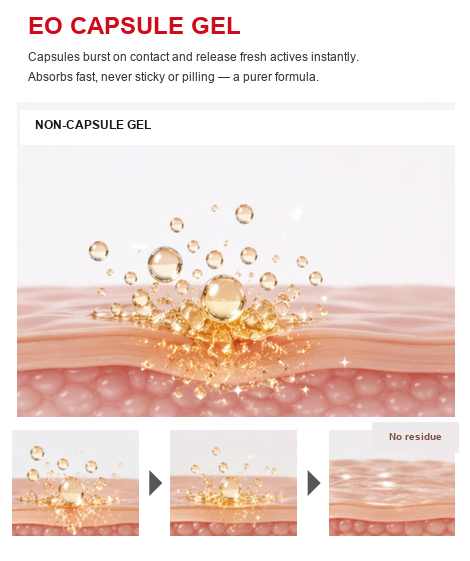 EO CAPSULE GEL
Capsules burst on contact and release fresh actives instantly.
Absorbs fast, never sticky or pilling — a purer formula.
NON-CAPSULE GEL
No residue